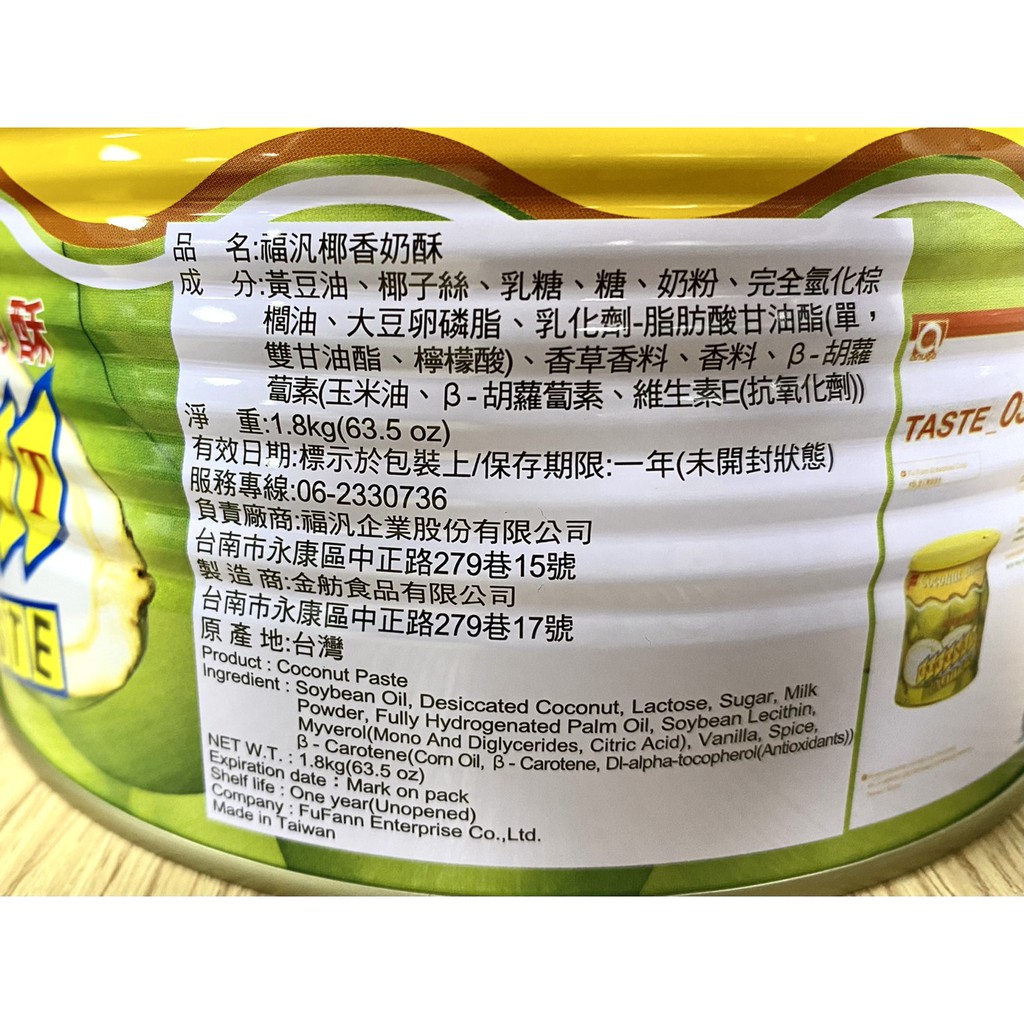 品 名:福汎椰香奶酥
成 分:黃豆油、椰子絲、乳糖、糖、奶粉、完全氫化棕
櫚油、大豆卵磷脂、乳化劑-脂肪酸甘油酯(單,
雙甘油酯、檸檬酸)、香草香料、香料、β-胡蘿
蔔素(玉米油、β-胡蘿蔔素、維生素E(抗氧化劑))
淨 重:1.8kg(63.5 oz)
有效日期:標示於包裝上/保存期限:一年(未開封狀態)
服務專線:06-2330736
負責廠商:福汎企業股份有限公司
台南市永康區中正路279巷15號
製造商:金舫食品有限公司
台南市永康區中正路279巷17號
原產地:台灣
Product : Coconut Paste
Ingredient : Soybean Oil, Desiccated Coconut, Lactose, Sugar, Milk
Powder, Fully Hydrogenated Palm Oil, Soybean Lecithin,
Myverol(Mono And Diglycerides, Citric Acid), Vanilla, Spice,
β - Carotene(Corn Oil, β - Carotene, Dl-alpha-tocopherol(Antioxidants))
NET W.T. : 1.8kg(63.5 oz)
Expiration date : Mark on pack
Shelf life : One year(Unopened)
Company : FuFann Enterprise Co.,Ltd.
Made in Taiwan
酥
T
TE
TASTE_0